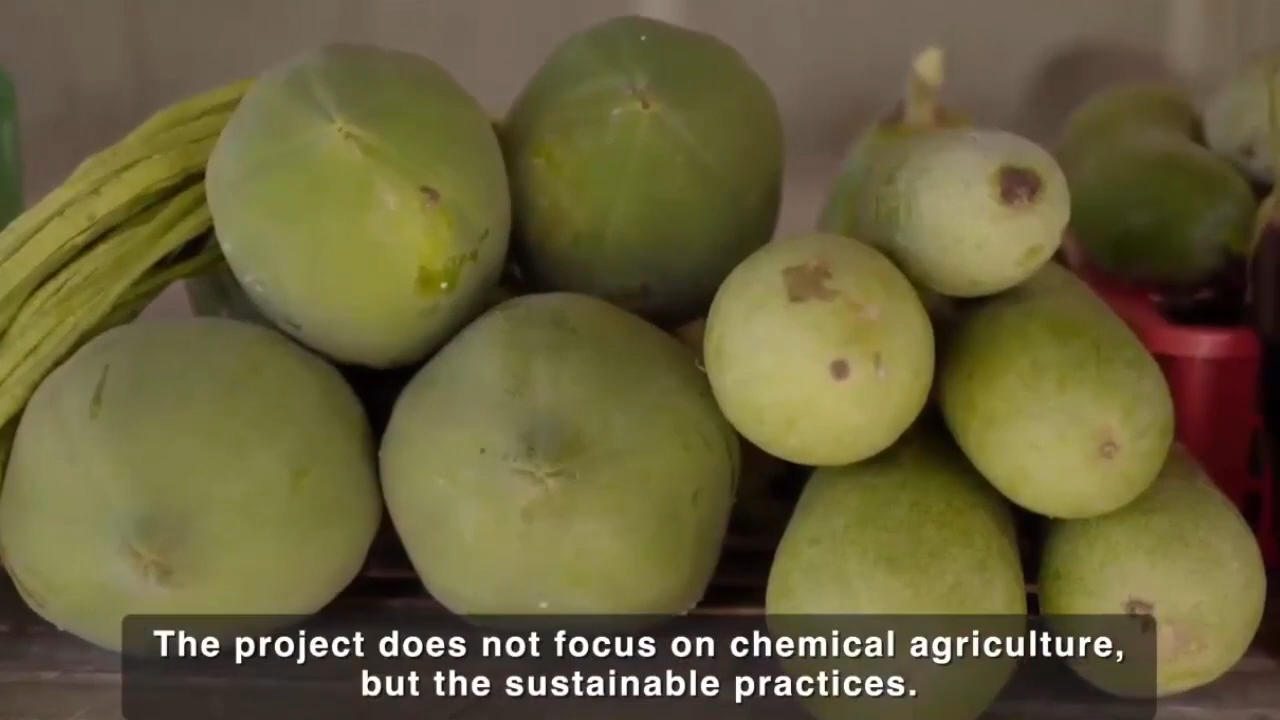 The project does not focus on chemical agriculture,
but the sustainable practices.